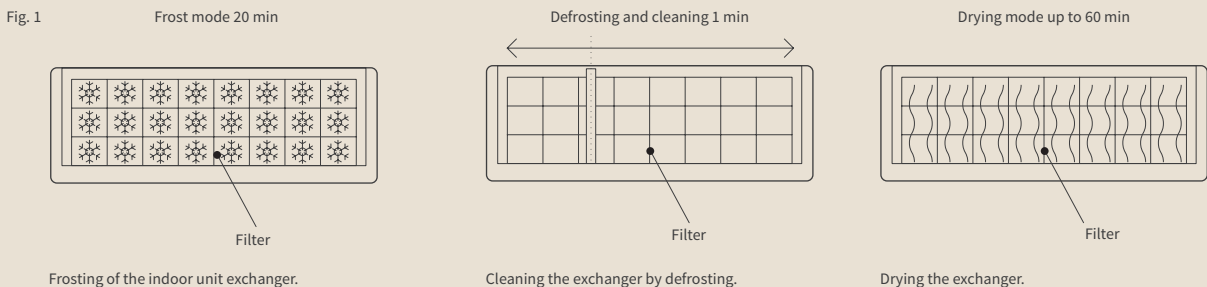 Fig. 1
Frost mode 20 min
Defrosting and cleaning 1 min
Drying mode up to 60 min
Filter
Filter
Filter
Frosting of the indoor unit exchanger.
Cleaning the exchanger by defrosting.
Drying the exchanger.